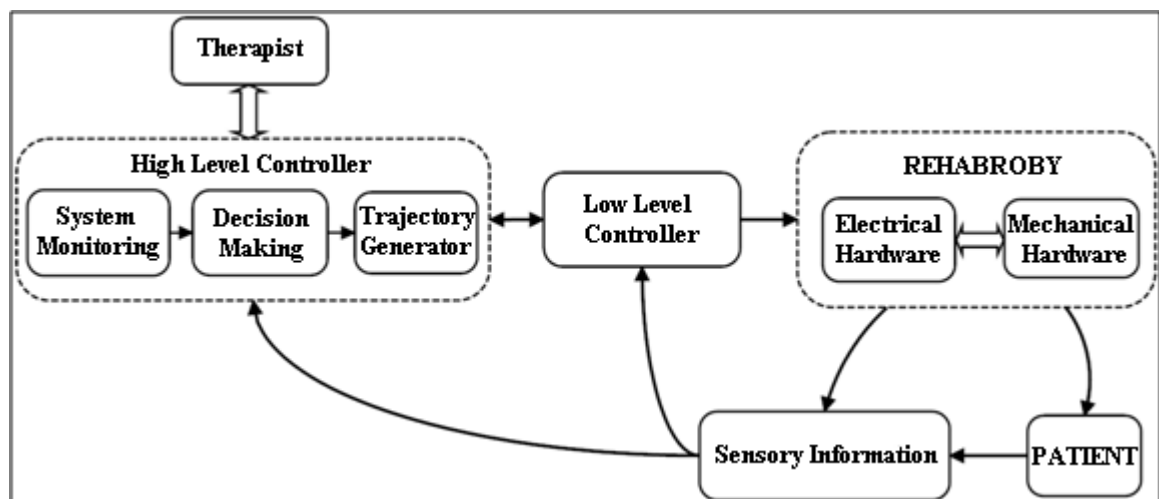 Therapist
High Level Controller
System
Monitoring
Decision
Making
Trajectory
Generator
Low Level
Controller
REHABROBY
Electrical
Hardware
Mechanical
Hardware
Sensory Information
PATIENT